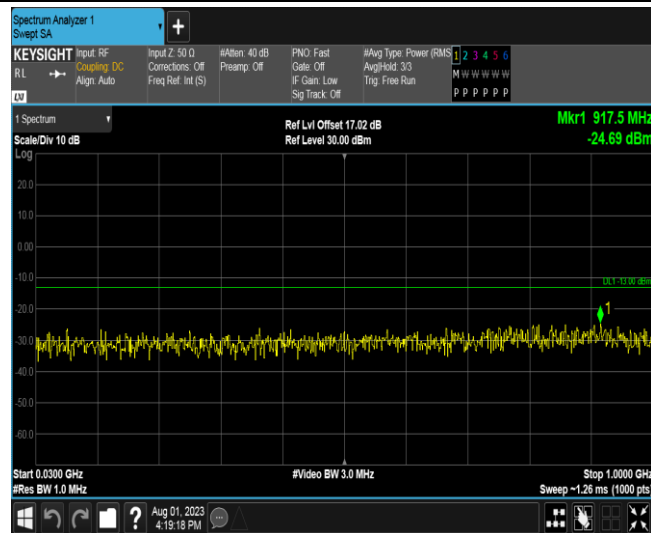 Spectrum Analyzer 1
Swept SA
+
KEYSIGHT
RL
LXI
Input: RF
Coupling: DC
Align: Auto
Input Z: 50 Ω
Corrections: Off
Freq Ref: Int (S)
#Atten: 40 dB
Preamp: Off
PNO: Fast
Gate: Off
IF Gain: Low
Sig Track: Off
#Avg Type: Power (RMS
Avg|Hold: 3/3
Trig: Free Run
1 2 3 4 5 6
M W W W W W
P P P P P P
1 Spectrum
Scale/Div 10 dB
Log
Ref Lvl Offset 17.02 dB
Ref Level 30.00 dBm
Mkr1 917.5 MHz
-24.69 dBm
20.0
10.0
0.00
-10.0
DL1 -13.00 dBm
-20.0
1
-30.0
-40.0
-50.0
-60.0
Start 0.0300 GHz
#Res BW 1.0 MHz
#Video BW 3.0 MHz
Stop 1.0000 GHz
Sweep ~1.26 ms (1000 pts)
?
Aug 01, 2023
4:19:18 PM